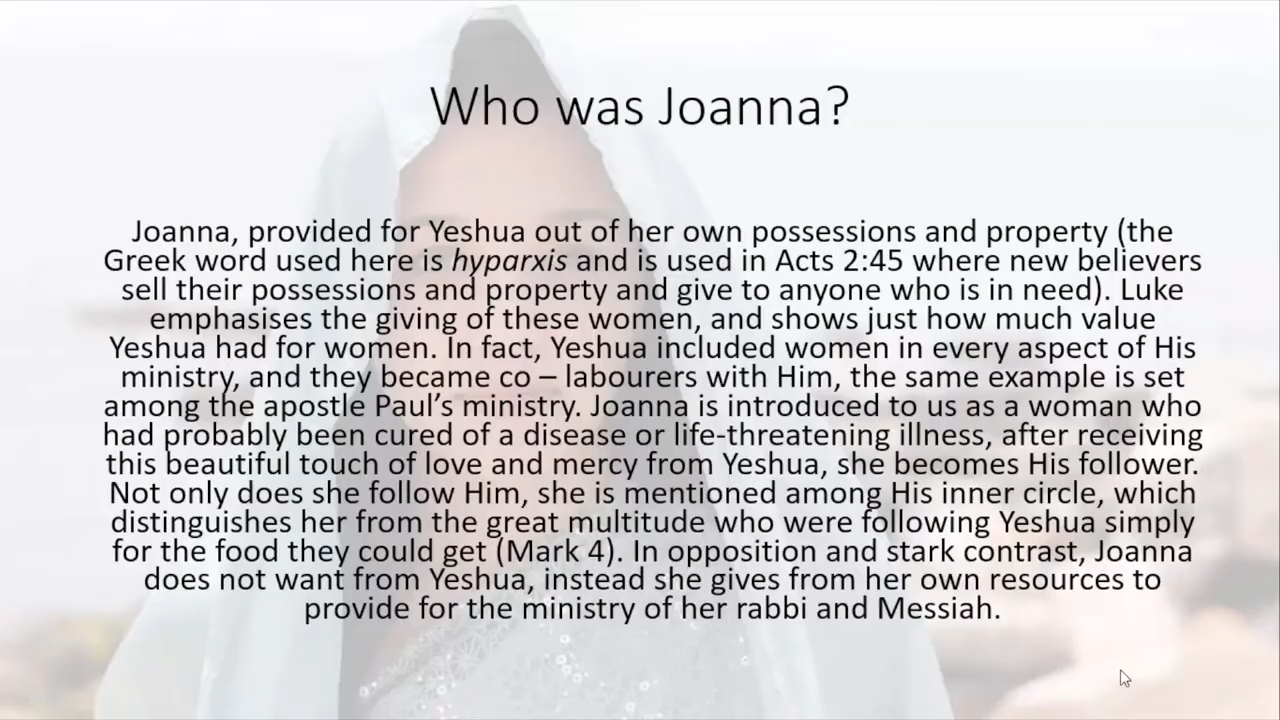 Who was Joanna?
Joanna, provided for Yeshua out of her own possessions and property (the
Greek word used here is hyparxis and is used in Acts 2:45 where new believers
sell their possessions and property and give to anyone who is in need). Luke
emphasises the giving of these women, and shows just how much value
Yeshua had for women. In fact, Yeshua included women in every aspect of His
ministry, and they became co – labourers with Him, the same example is set
among the apostle Paul’s ministry. Joanna is introduced to us as a woman who
had probably been cured of a disease or life-threatening illness, after receiving
this beautiful touch of love and mercy from Yeshua, she becomes His follower.
Not only does she follow Him, she is mentioned among His inner circle, which
distinguishes her from the great multitude who were following Yeshua simply
for the food they could get (Mark 4). In opposition and stark contrast, Joanna
does not want from Yeshua, instead she gives from her own resources to
provide for the ministry of her rabbi and Messiah.